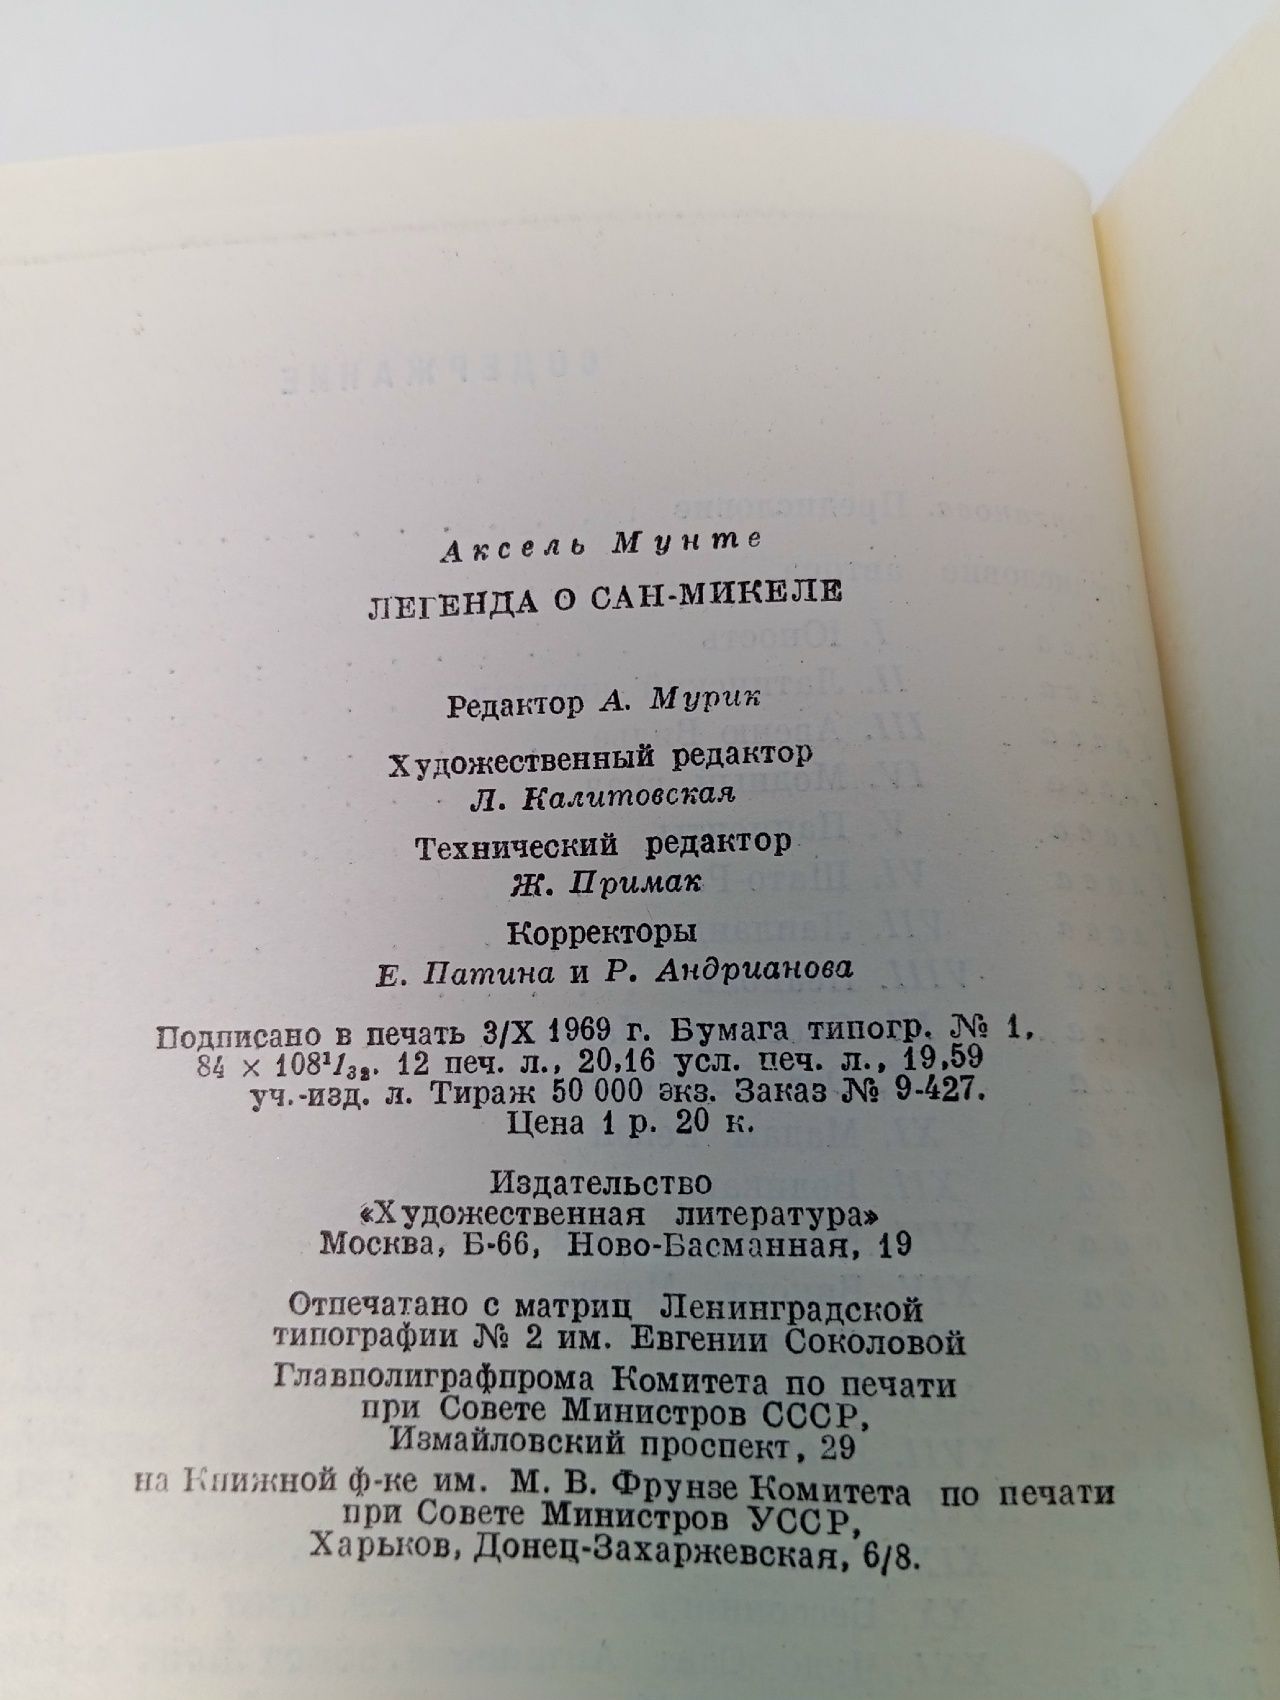 Аксель Мунте
ЛЕГЕНДА О САН-МИКЕЛЕ
Редактор А. Мурик
Художественный редактор
Л. Калитовская
Технический редактор
Ж. Примак
Корректоры
Е. Патина и Р. Андрианова
Подписано в печать 3/X 1969 г. Бумага типогр. № 1,
84 × 108¹/₃₂. 12 печ. л., 20,16 усл. печ. л., 19,59
уч.-изд. л. Тираж 50 000 экз. Заказ № 9-427.
Цена 1 р. 20 к.
Издательство
«Художественная литература»
Москва, Б-66, Ново-Басманная, 19
Отпечатано с матриц Ленинградской
типографии № 2 им. Евгении Соколовой
Главполиграфпрома Комитета по печати
при Совете Министров СССР,
Измайловский проспект, 29
на Книжной ф-ке им. М. В. Фрунзе Комитета по печати
при Совете Министров УССР,
Харьков, Донец-Захаржевская, 6/8.